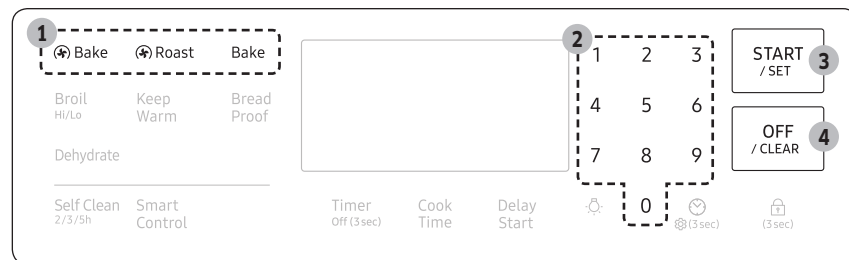 1
Bake Roast Bake
2
1 2 3
START
/ SET
3
Broil
Hi/Lo
Keep
Warm
Bread
Proof
4 5 6
OFF
/ CLEAR
4
Dehydrate
7 8 9
Self Clean
2/3/5h
Smart
Control
Timer
Off (3 sec)
Cook
Time
Delay
Start
0
(3 sec)
(3 sec)